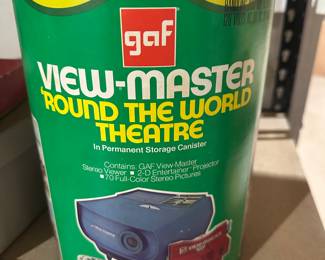 gaf
VIEW-MASTER
'ROUND THE WORLD
THEATRE
In Permanent Storage Canister
Contains: GAF View-Master
Stereo Viewer ■ 2-D Entertainer Projector
■ 70 Full-Color Stereo Pictures